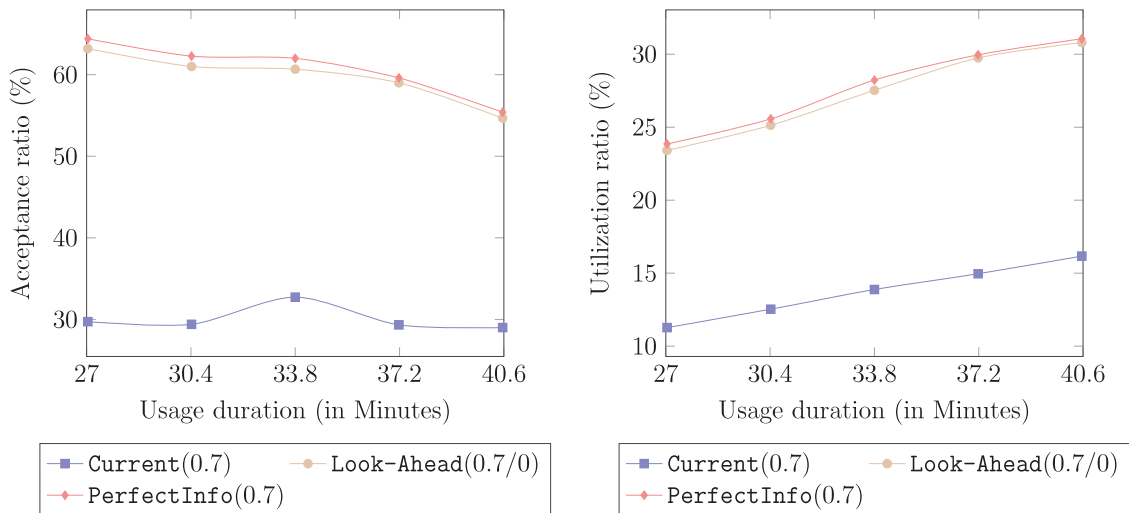 60
50
40
30
Acceptance ratio (%)
27 30.4 33.8 37.2 40.6
Usage duration (in Minutes)
Current(0.7) Look-Ahead(0.7/0)
PerfectInfo(0.7)
30
25
20
15
10
Utilization ratio (%)
27 30.4 33.8 37.2 40.6
Usage duration (in Minutes)
Current(0.7) Look-Ahead(0.7/0)
PerfectInfo(0.7)